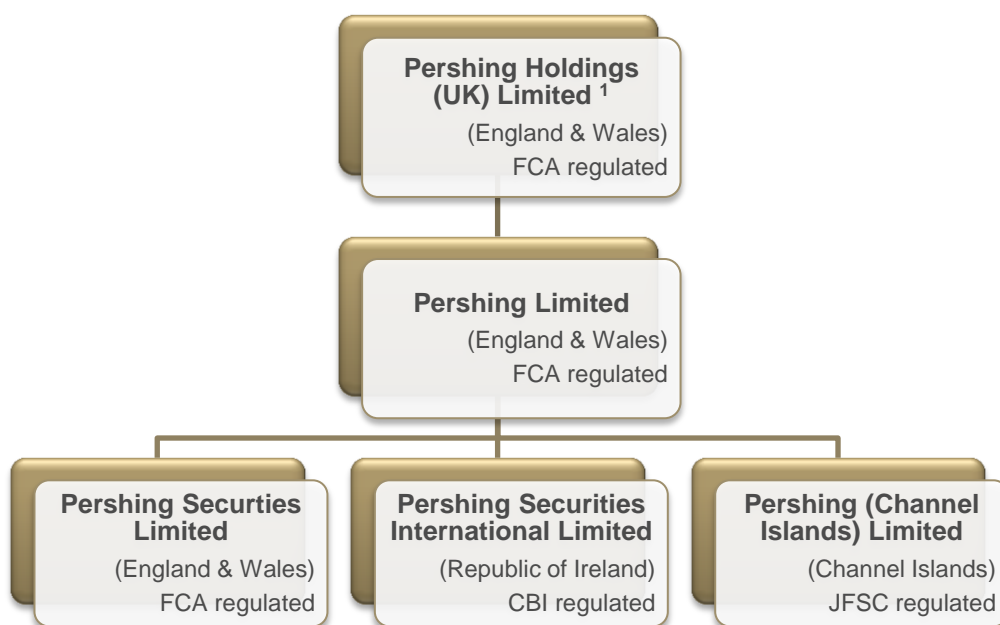 Pershing Holdings
(UK) Limited ¹
(England & Wales)
FCA regulated
Pershing Limited
(England & Wales)
FCA regulated
Pershing Securties
Limited
(England & Wales)
FCA regulated
Pershing Securities
International Limited
(Republic of Ireland)
CBI regulated
Pershing (Channel
Islands) Limited
(Channel Islands)
JFSC regulated